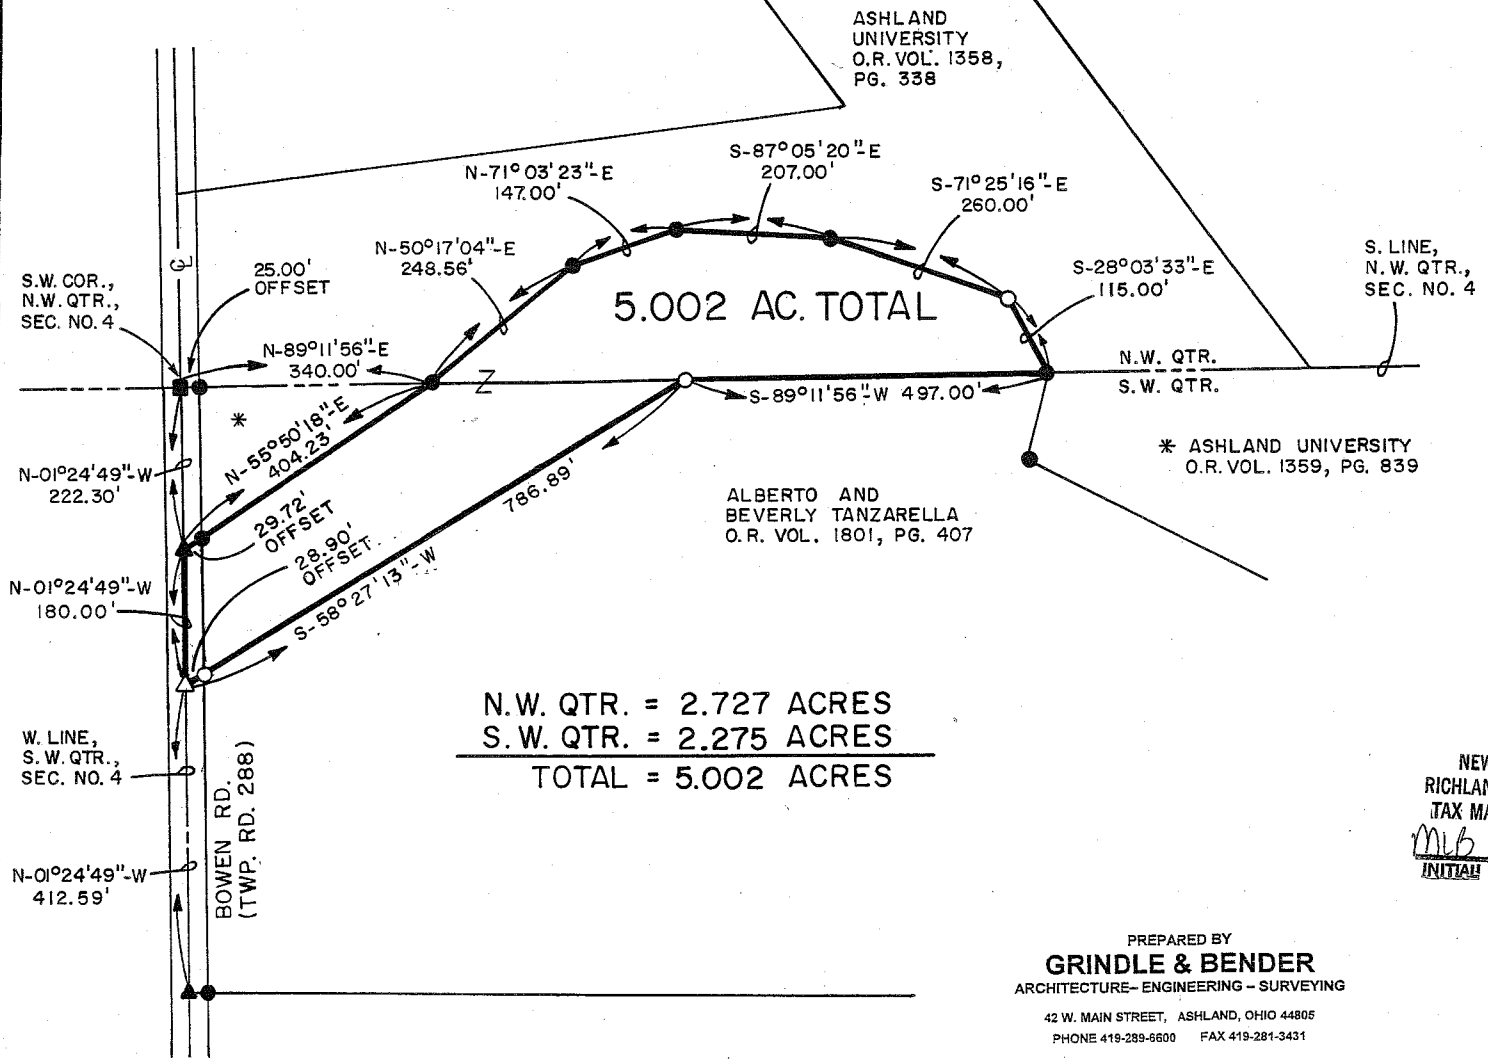 ASHLAND
UNIVERSITY
O.R. VOL. 1358,
PG. 338
S-87°05'20"-E
207.00'
N-71°03'23"-E
147.00'
S-71°25'16"-E
260.00'
N-50°17'04"-E
248.56'
S-28°03'33"-E
115.00'
S. LINE,
N.W. QTR.,
SEC. NO. 4
S.W. COR.,
N.W. QTR.,
SEC. NO. 4
25.00'
OFFSET
5.002 AC. TOTAL
N-89°11'56"-E
340.00'
N.W. QTR.
S.W. QTR.
S-89°11'56"-W 497.00'
*
N-55°50'18"-E
404.23'
* ASHLAND UNIVERSITY
O.R. VOL. 1359, PG. 839
N-01°24'49"-W
222.30'
786.89'
S-58°27'13"-W
29.72'
OFFSET
28.90'
OFFSET
ALBERTO AND
BEVERLY TANZARELLA
O.R. VOL. 1801, PG. 407
N-01°24'49"-W
180.00'
N.W. QTR. = 2.727 ACRES
S.W. QTR. = 2.275 ACRES
TOTAL = 5.002 ACRES
W. LINE,
S.W. QTR.,
SEC. NO. 4
BOWEN RD.
(TWP. RD. 288)
N-01°24'49"-W
412.59'
NEW
RICHLAN
TAX MA
MLB
INITIAL
PREPARED BY
GRINDLE & BENDER
ARCHITECTURE- ENGINEERING - SURVEYING
42 W. MAIN STREET, ASHLAND, OHIO 44805
PHONE 419-289-6600 FAX 419-281-3431